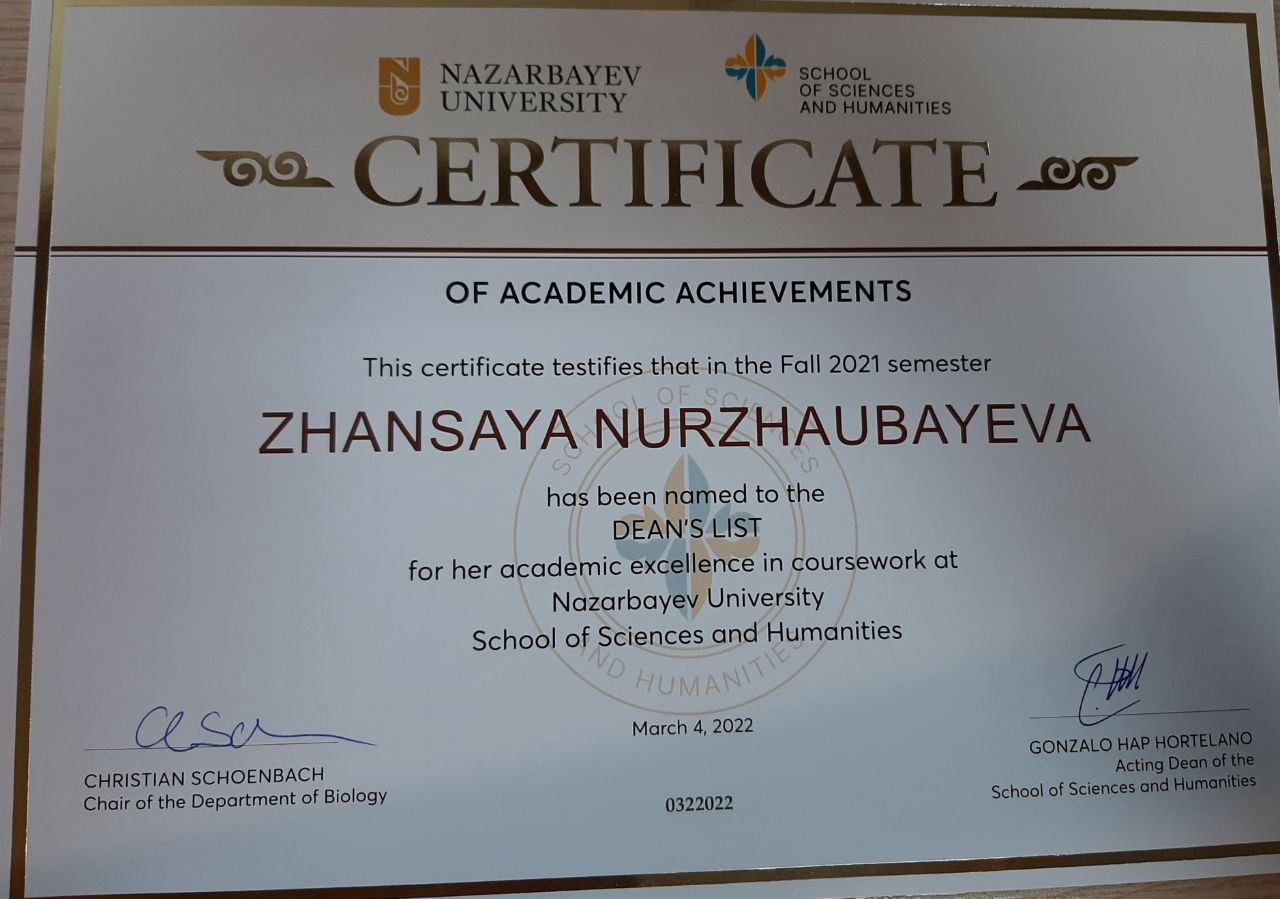 NAZARBAYEV
UNIVERSITY
SCHOOL
OF SCIENCES
AND HUMANITIES
CERTIFICATE
OF ACADEMIC ACHIEVEMENTS
This certificate testifies that in the Fall 2021 semester
ZHANSAYA NURZHAUBAYEVA
has been named to the
DEAN'S LIST
for her academic excellence in coursework at
Nazarbayev University
School of Sciences and Humanities
SCHOOL OF SCIENCES
AND HUMANITIES
March 4, 2022
CHRISTIAN SCHOENBACH
Chair of the Department of Biology
0322022
GONZALO HAP HORTELANO
Acting Dean of the
School of Sciences and Humanities